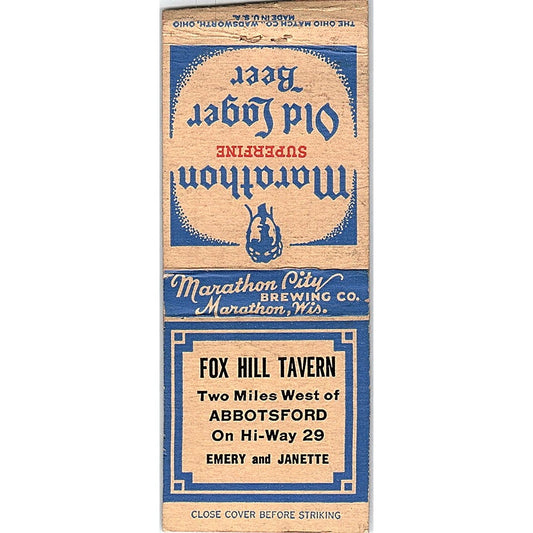 THE OHIO MATCH CO. WADSWORTH, OHIO
MADE IN U.S.A.
Marathon
SUPERFINE
Old Lager
Beer
Marathon City
BREWING CO.
Marathon, Wis.
FOX HILL TAVERN
Two Miles West of
ABBOTSFORD
On Hi-Way 29
EMERY and JANETTE
CLOSE COVER BEFORE STRIKING